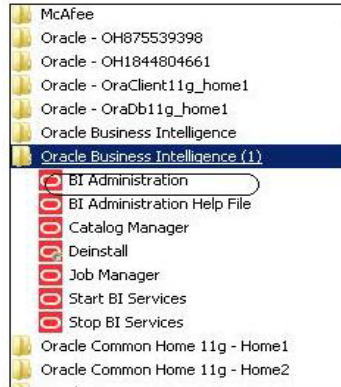 McAfee
Oracle - OH875539398
Oracle - OH1844804661
Oracle - OraClient11g_home1
Oracle - OraDb11g_home1
Oracle Business Intelligence
Oracle Business Intelligence (1)
BI Administration
BI Administration Help File
Catalog Manager
Deinstall
Job Manager
Start BI Services
Stop BI Services
Oracle Common Home 11g - Home1
Oracle Common Home 11g - Home2